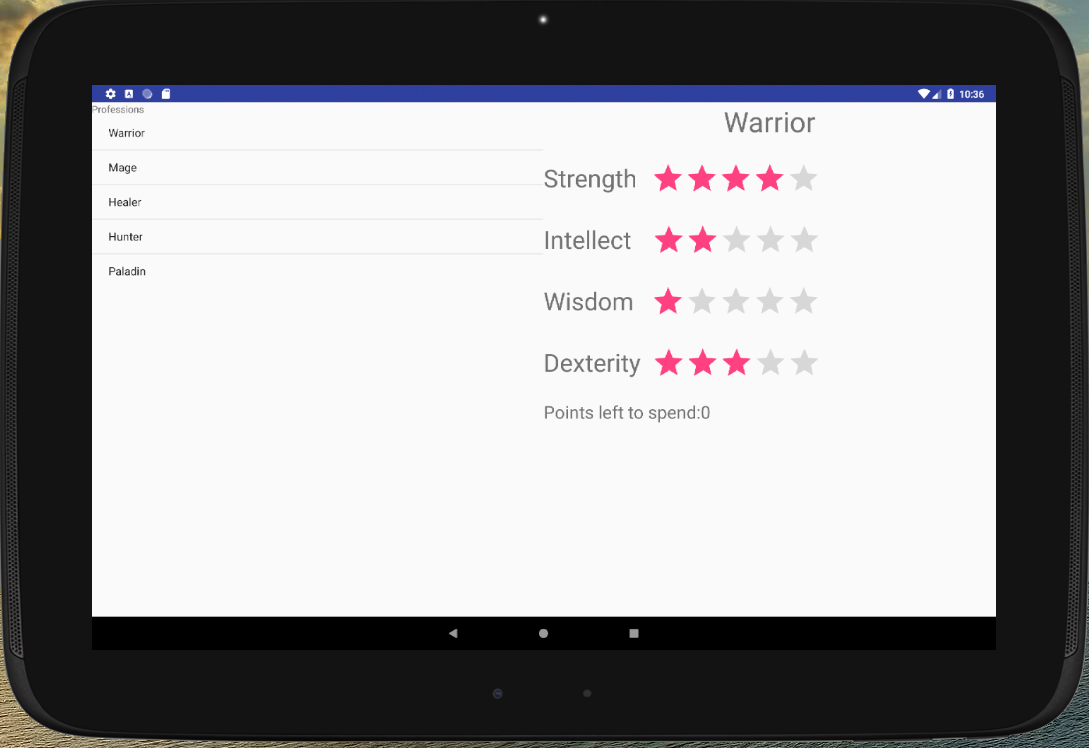 10:36
Professions
Warrior
Mage
Healer
Hunter
Paladin
Warrior
Strength
Intellect
Wisdom
Dexterity
Points left to spend:0